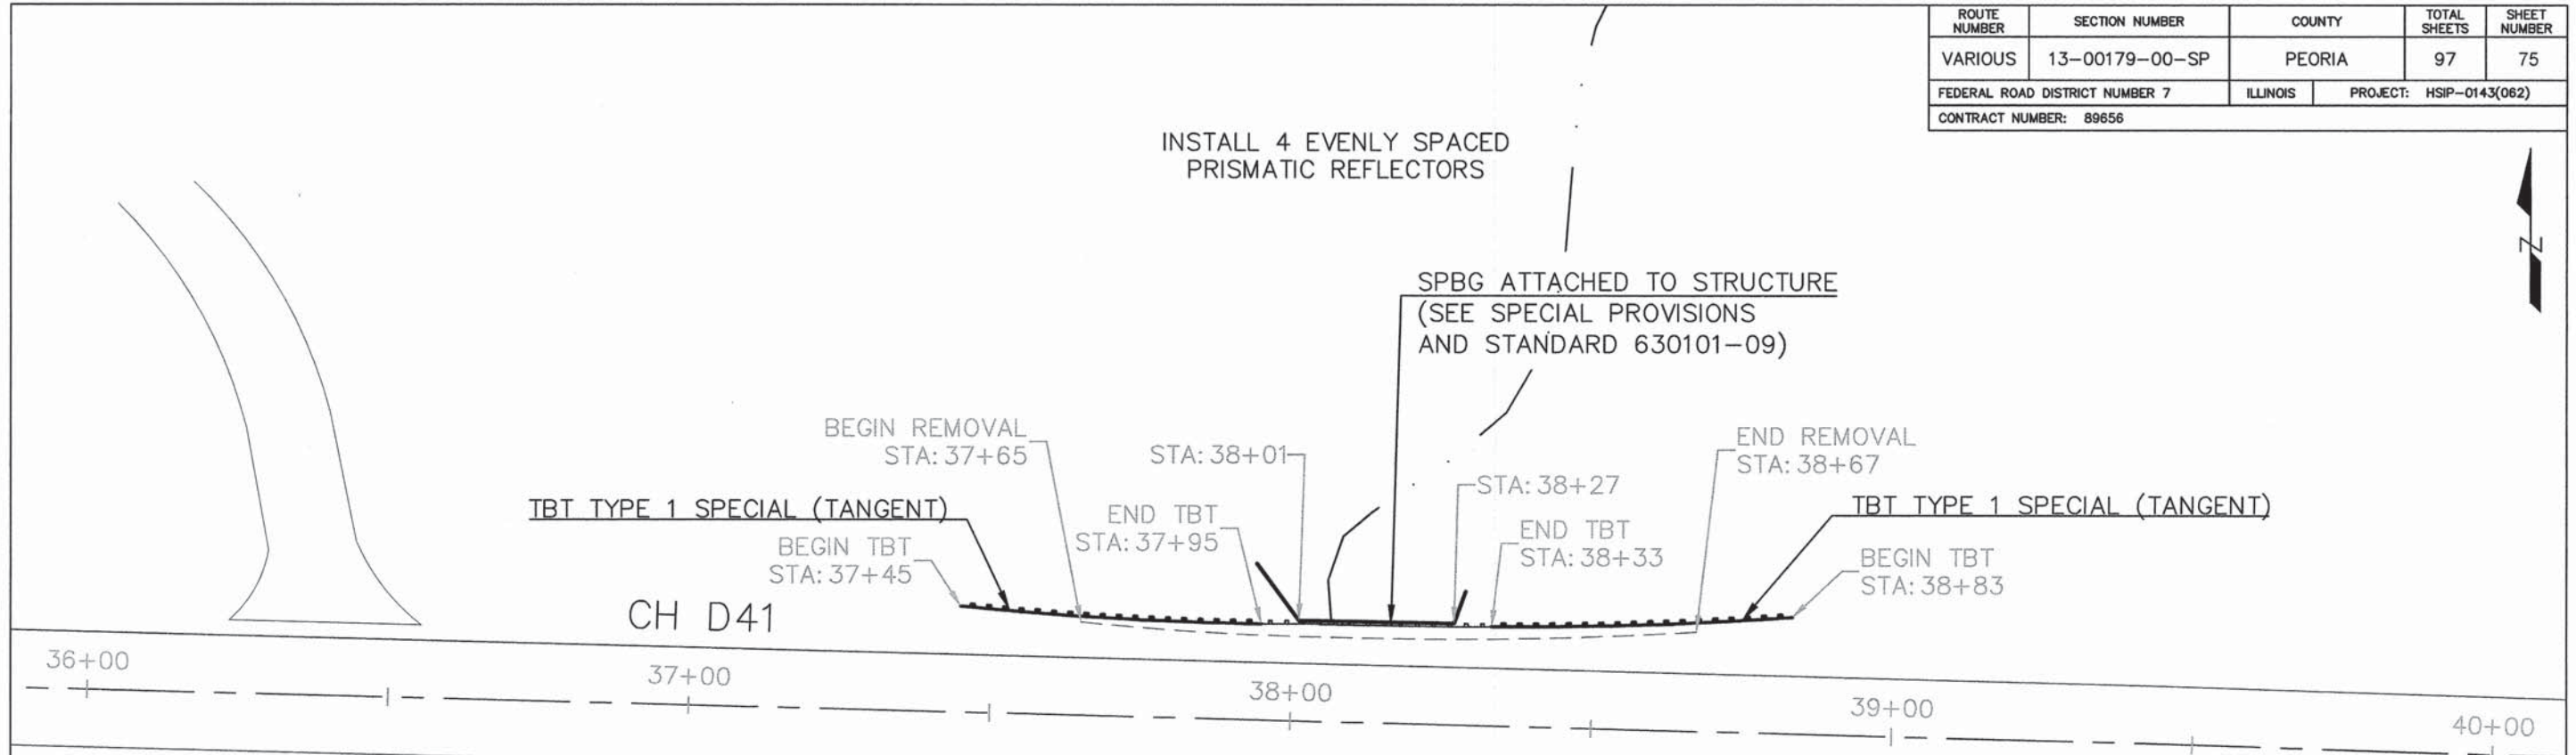 ROUTE NUMBER
SECTION NUMBER
COUNTY
TOTAL SHEETS
SHEET NUMBER
VARIOUS
13-00179-00-SP
PEORIA
97
75
FEDERAL ROAD DISTRICT NUMBER 7
ILLINOIS
PROJECT: HSIP-0143(062)
CONTRACT NUMBER: 89656
INSTALL 4 EVENLY SPACED
PRISMATIC REFLECTORS
N
SPBG ATTACHED TO STRUCTURE
(SEE SPECIAL PROVISIONS
AND STANDARD 630101-09)
BEGIN REMOVAL
STA: 37+65
STA: 38+01
STA: 38+27
END REMOVAL
STA: 38+67
TBT TYPE 1 SPECIAL (TANGENT)
END TBT
STA: 37+95
END TBT
STA: 38+33
TBT TYPE 1 SPECIAL (TANGENT)
BEGIN TBT
STA: 37+45
BEGIN TBT
STA: 38+83
CH D41
36+00
37+00
38+00
39+00
40+00